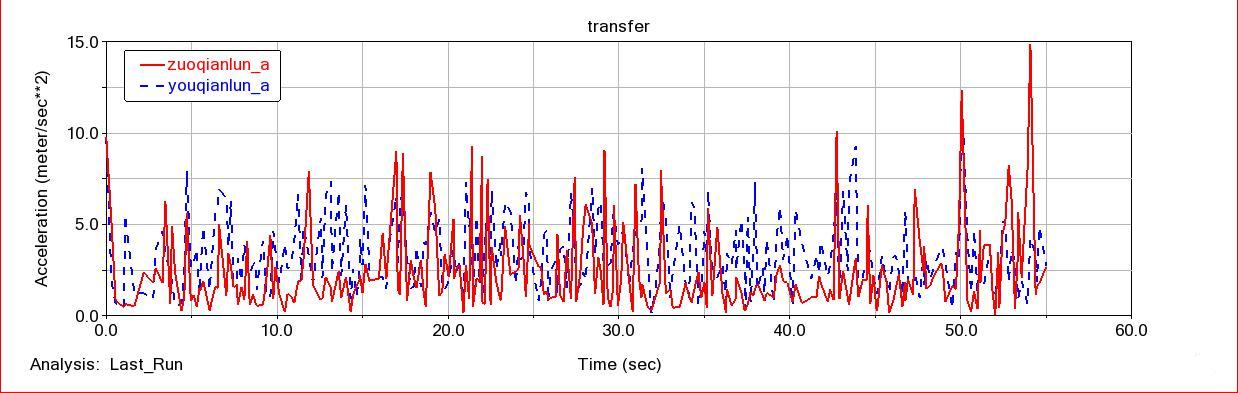 transfer
15.0
10.0
5.0
0.0
Acceleration (meter/sec**2)
zuoqianlun_a
youqianlun_a
0.0 10.0 20.0 30.0 40.0 50.0 60.0
Analysis: Last_Run Time (sec)